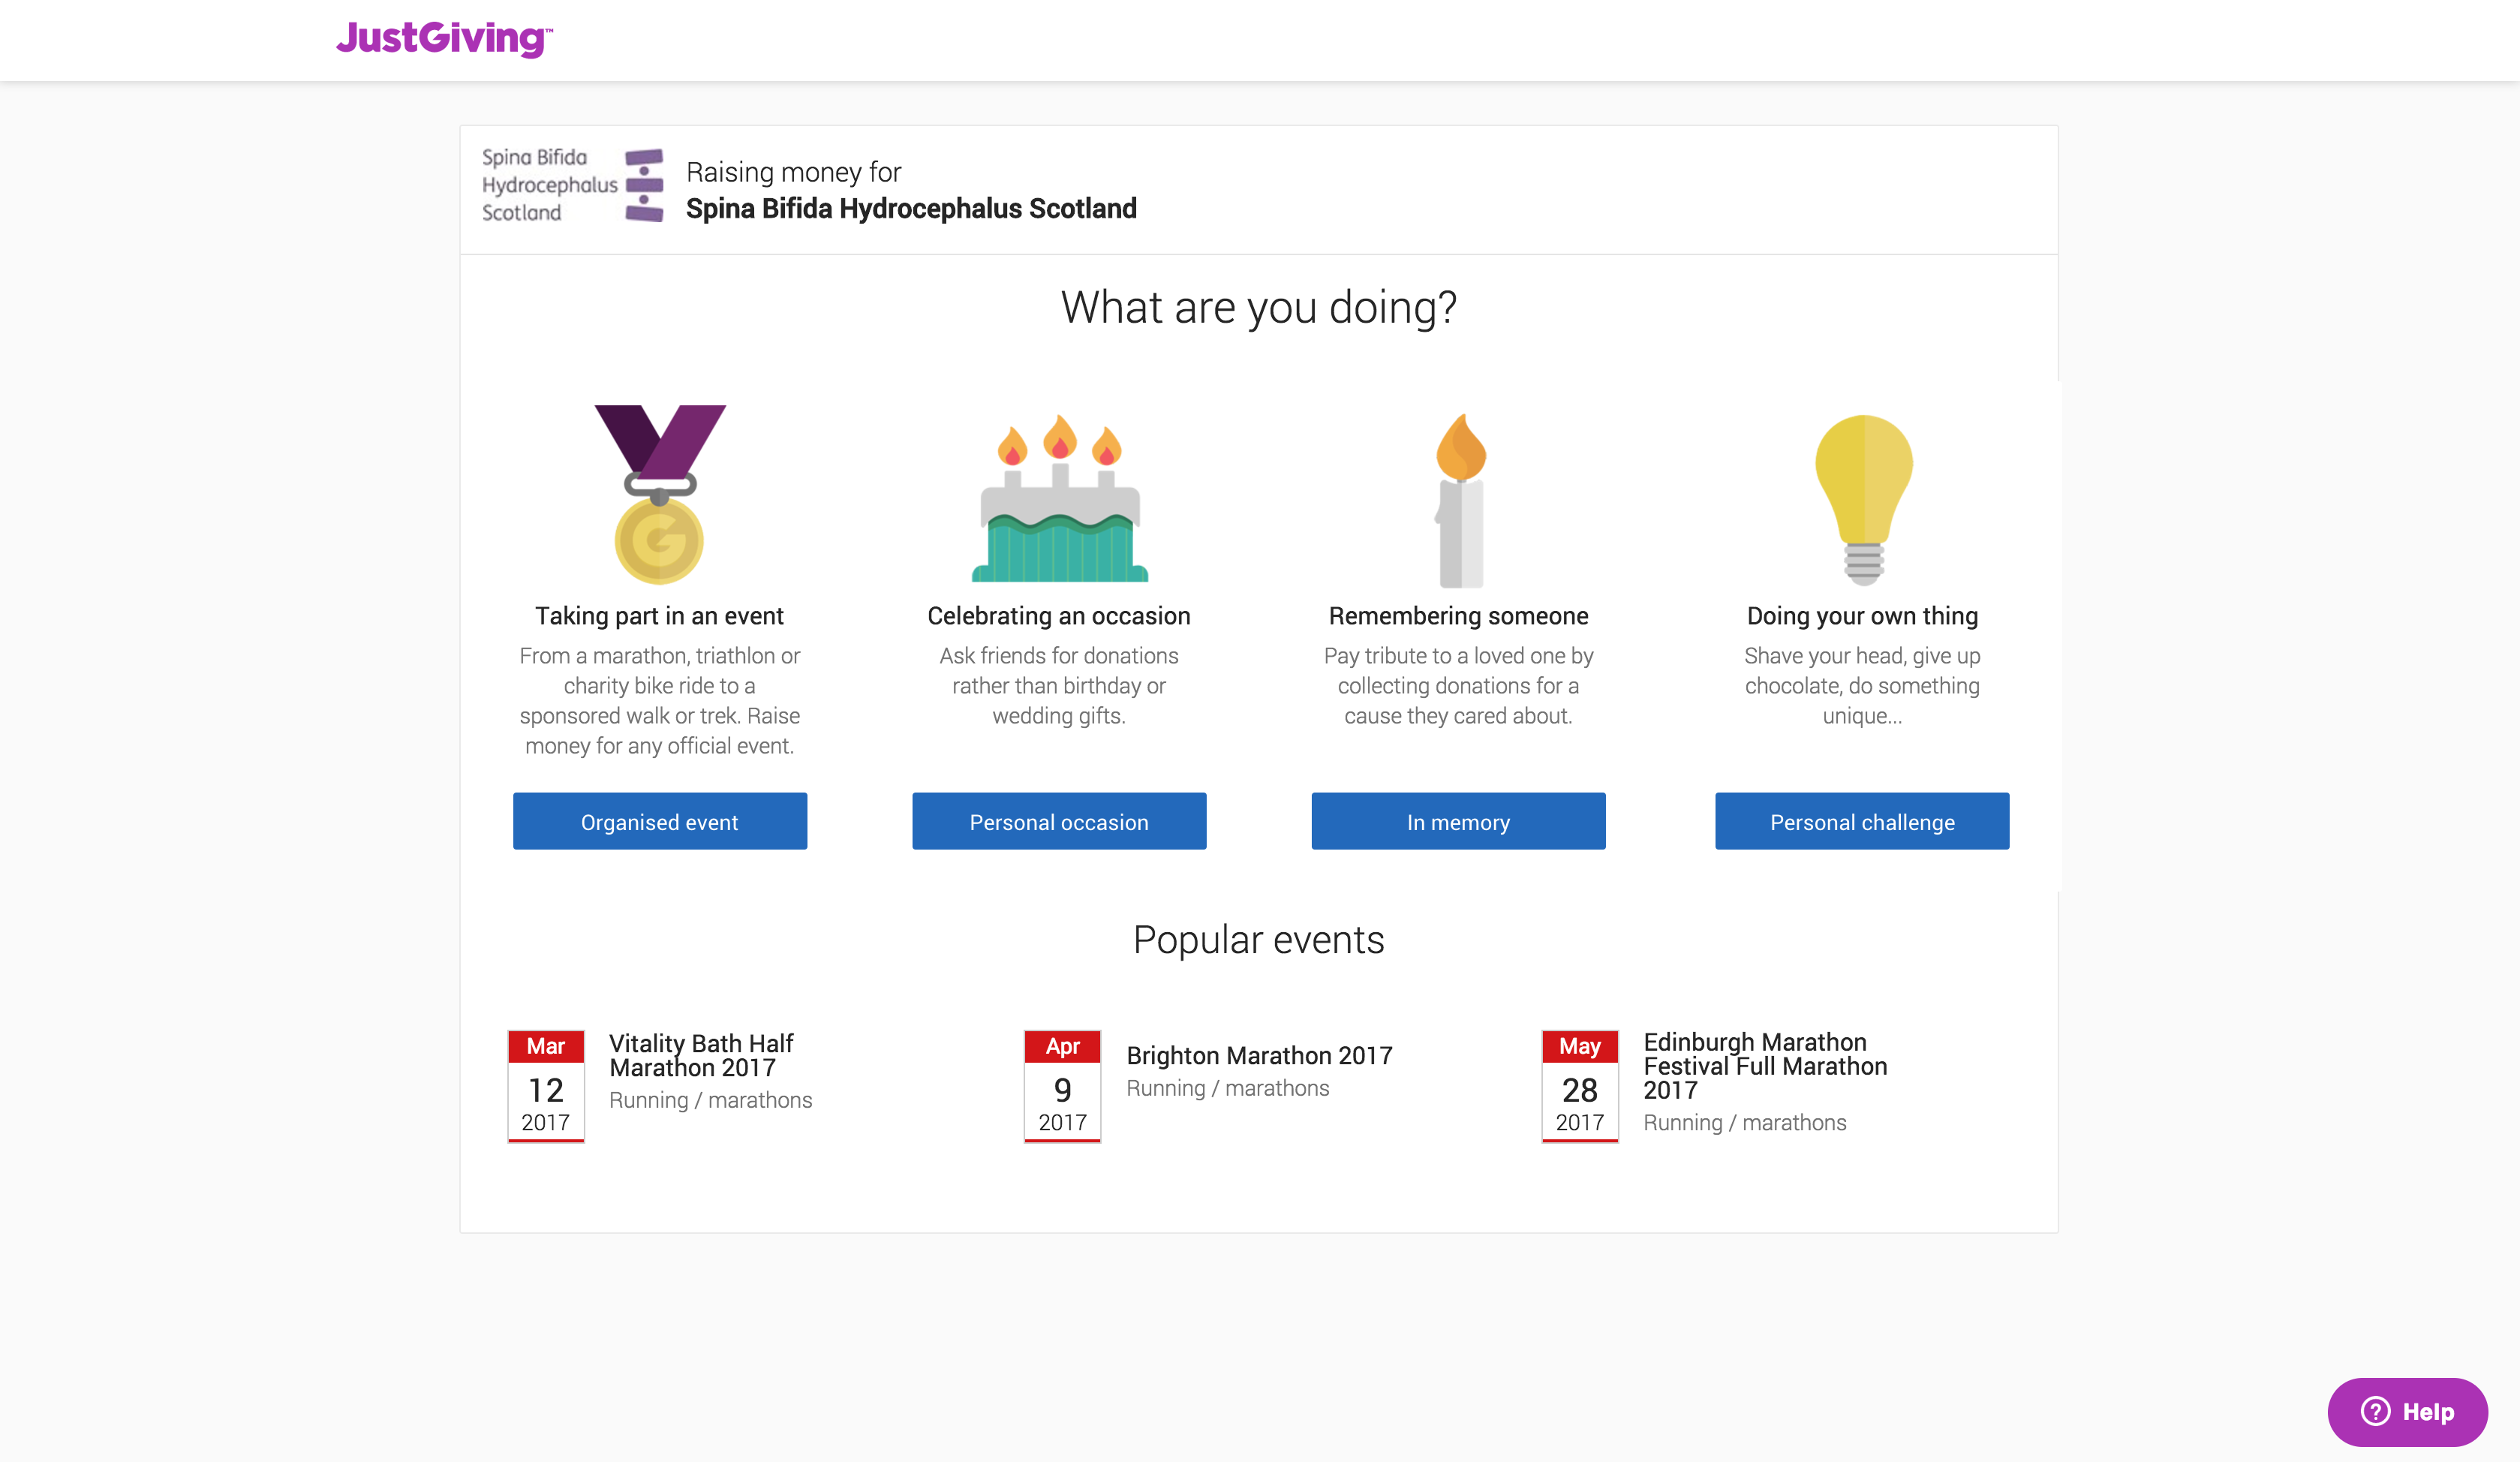 JustGiving™
Spina Bifida
Hydrocephalus
Scotland
Raising money for
Spina Bifida Hydrocephalus Scotland
What are you doing?
Taking part in an event
From a marathon, triathlon or
charity bike ride to a
sponsored walk or trek. Raise
money for any official event.
Organised event
Celebrating an occasion
Ask friends for donations
rather than birthday or
wedding gifts.
Personal occasion
Remembering someone
Pay tribute to a loved one by
collecting donations for a
cause they cared about.
In memory
Doing your own thing
Shave your head, give up
chocolate, do something
unique...
Personal challenge
Popular events
Mar
12
2017
Vitality Bath Half
Marathon 2017
Running / marathons
Apr
9
2017
Brighton Marathon 2017
Running / marathons
May
28
2017
Edinburgh Marathon
Festival Full Marathon
2017
Running / marathons
? Help